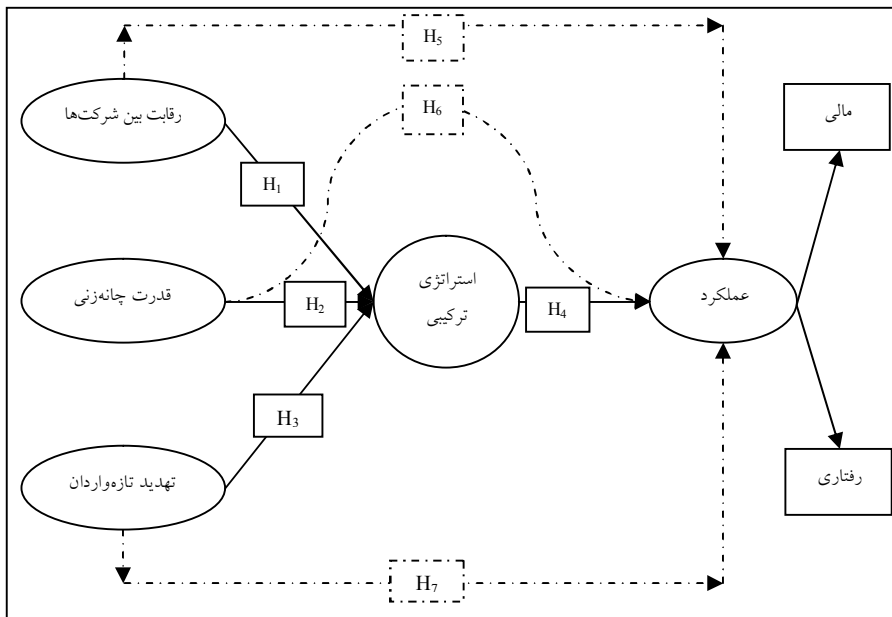 H5
رقابت بین شرکت‌ها
H6
مالی
H1
قدرت چانه‌زنی
H2
استراتژی
ترکیبی
H4
عملکرد
H3
تهدید تازه‌واردان
رفتاری
H7